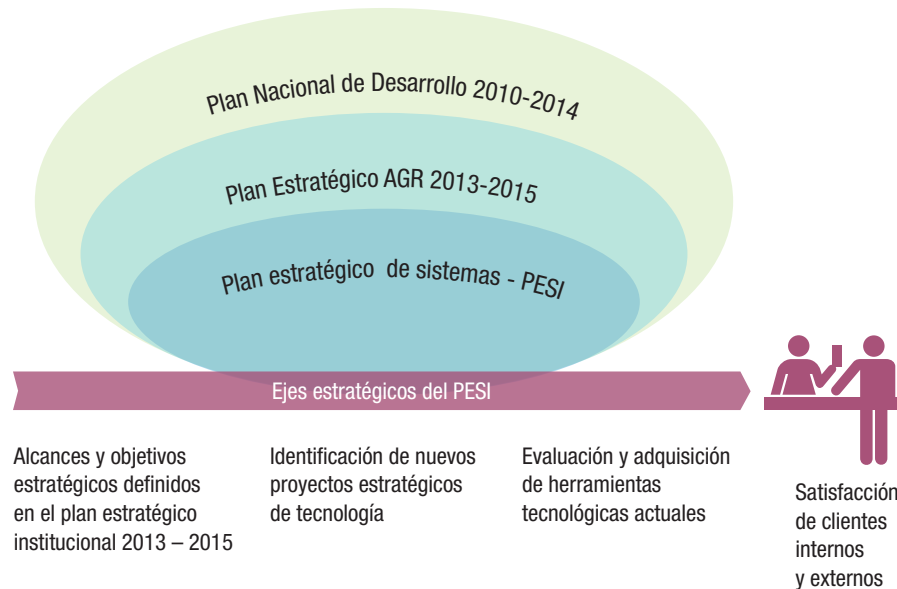 Plan Nacional de Desarrollo 2010-2014
Plan Estratégico AGR 2013-2015
Plan estratégico de sistemas - PESI
Ejes estratégicos del PESI
Alcances y objetivos
estratégicos definidos
en el plan estratégico
institucional 2013 – 2015
Identificación de nuevos
proyectos estratégicos
de tecnología
Evaluación y adquisición
de herramientas
tecnológicas actuales
Satisfacción
de clientes
internos
y externos